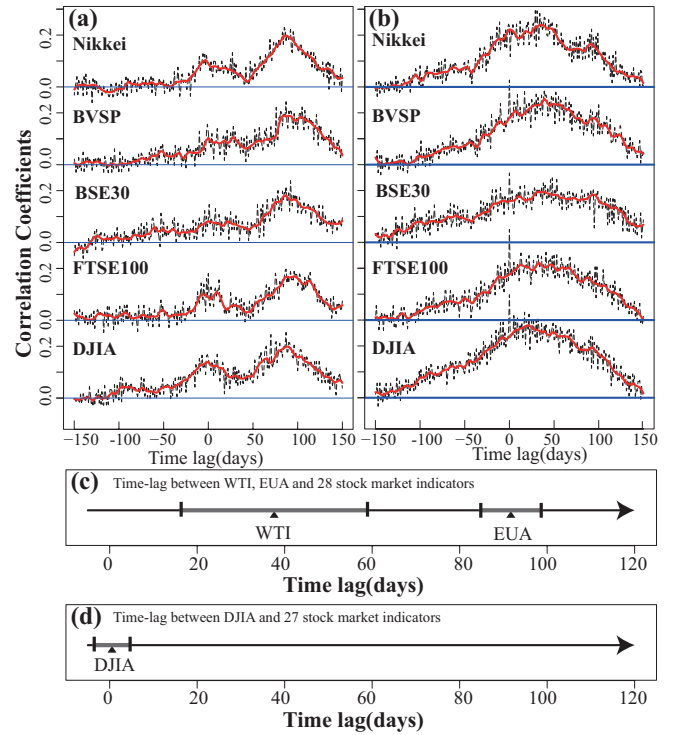 (a)
(b)
Correlation Coefficients
Nikkei
0.2
0.0
BVSP
0.2
0.0
BSE30
0.2
0.0
FTSE100
0.2
0.0
DJIA
0.2
0.0
−150 -100 -50 0 50 100 150
Time lag(days)
Nikkei
BVSP
BSE30
FTSE100
DJIA
−150 -100 -50 0 50 100 150
Time lag(days)
(c) Time-lag between WTI, EUA and 28 stock market indicators
WTI
EUA
0 20 40 60 80 100 120
Time lag(days)
(d) Time-lag between DJIA and 27 stock market indicators
DJIA
0 20 40 60 80 100 120
Time lag(days)